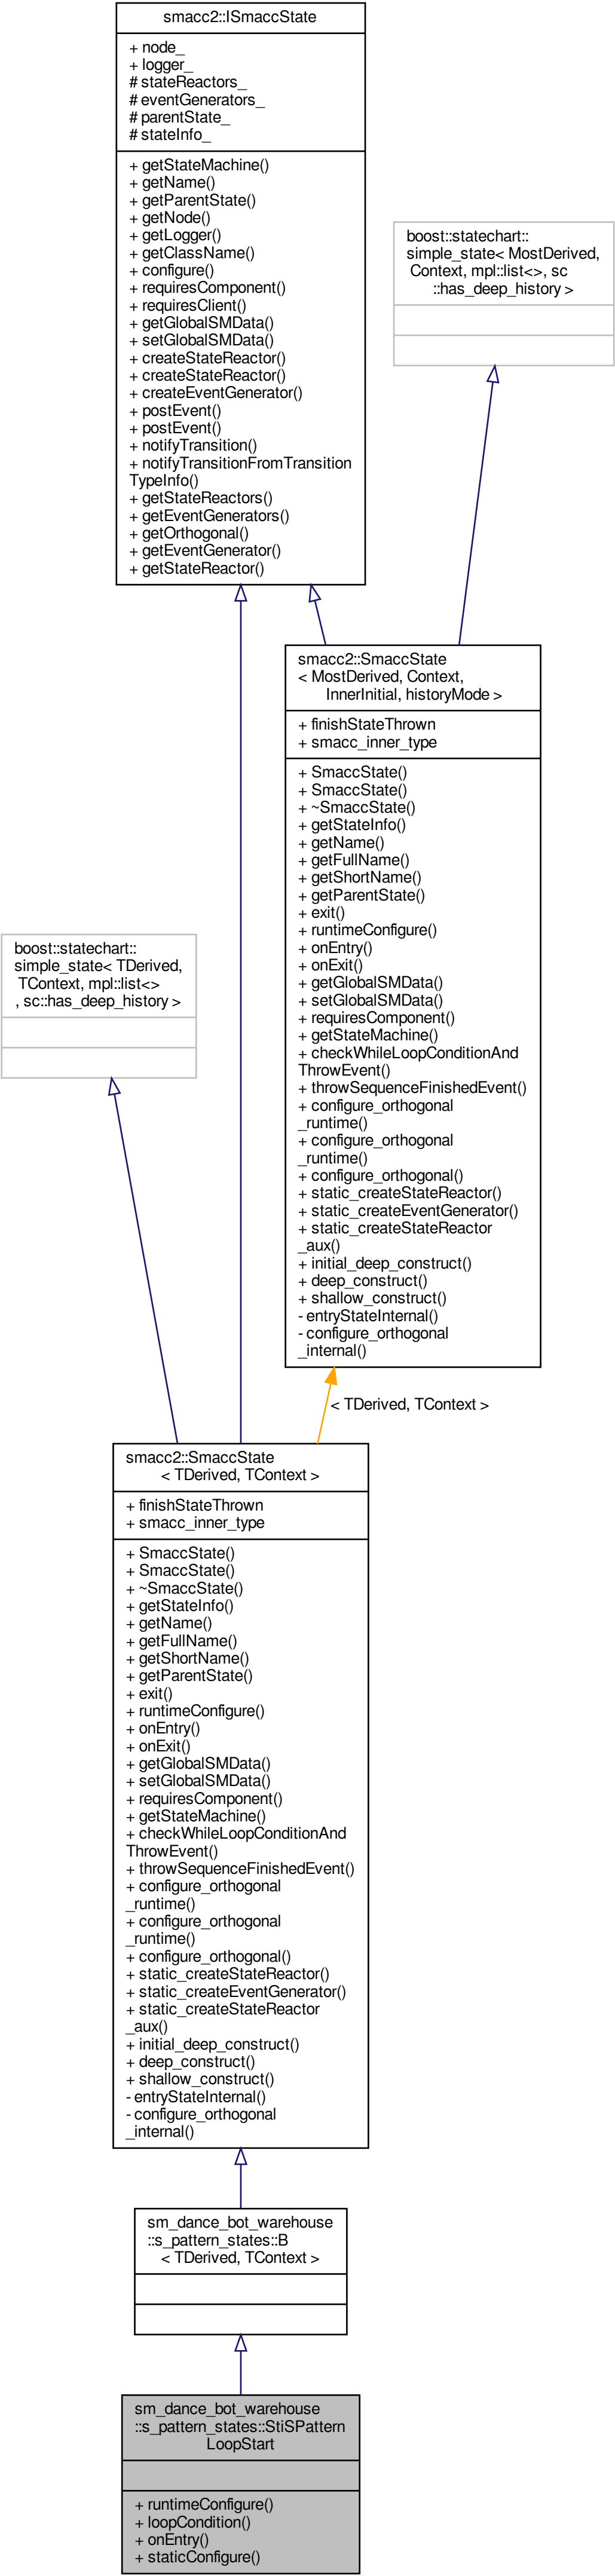 smacc2::ISmaccState
+ node_
+ logger_
# stateReactors_
# eventGenerators_
# parentState_
# stateInfo_
+ getStateMachine()
+ getName()
+ getParentState()
+ getNode()
+ getLogger()
+ getClassName()
+ configure()
+ requiresComponent()
+ requiresClient()
+ getGlobalSMData()
+ setGlobalSMData()
+ createStateReactor()
+ createStateReactor()
+ createEventGenerator()
+ postEvent()
+ postEvent()
+ notifyTransition()
+ notifyTransitionFromTransition
TypeInfo()
+ getStateReactors()
+ getEventGenerators()
+ getOrthogonal()
+ getEventGenerator()
+ getStateReactor()
boost::statechart::
simple_state< MostDerived,
Context, mpl::list<>, sc
::has_deep_history >
smacc2::SmaccState
< MostDerived, Context,
InnerInitial, historyMode >
+ finishStateThrown
+ smacc_inner_type
+ SmaccState()
+ SmaccState()
+ ~SmaccState()
+ getStateInfo()
+ getName()
+ getFullName()
+ getShortName()
+ getParentState()
+ exit()
+ runtimeConfigure()
+ onEntry()
+ onExit()
+ getGlobalSMData()
+ setGlobalSMData()
+ requiresComponent()
+ getStateMachine()
+ checkWhileLoopConditionAnd
ThrowEvent()
+ throwSequenceFinishedEvent()
+ configure_orthogonal
_runtime()
+ configure_orthogonal
_runtime()
+ configure_orthogonal()
+ static_createStateReactor()
+ static_createEventGenerator()
+ static_createStateReactor
_aux()
+ initial_deep_construct()
+ deep_construct()
+ shallow_construct()
- entryStateInternal()
- configure_orthogonal
_internal()
boost::statechart::
simple_state< TDerived,
TContext, mpl::list<>
, sc::has_deep_history >
< TDerived, TContext >
smacc2::SmaccState
< TDerived, TContext >
+ finishStateThrown
+ smacc_inner_type
+ SmaccState()
+ SmaccState()
+ ~SmaccState()
+ getStateInfo()
+ getName()
+ getFullName()
+ getShortName()
+ getParentState()
+ exit()
+ runtimeConfigure()
+ onEntry()
+ onExit()
+ getGlobalSMData()
+ setGlobalSMData()
+ requiresComponent()
+ getStateMachine()
+ checkWhileLoopConditionAnd
ThrowEvent()
+ throwSequenceFinishedEvent()
+ configure_orthogonal
_runtime()
+ configure_orthogonal
_runtime()
+ configure_orthogonal()
+ static_createStateReactor()
+ static_createEventGenerator()
+ static_createStateReactor
_aux()
+ initial_deep_construct()
+ deep_construct()
+ shallow_construct()
- entryStateInternal()
- configure_orthogonal
_internal()
sm_dance_bot_warehouse
::s_pattern_states::B
< TDerived, TContext >
sm_dance_bot_warehouse
::s_pattern_states::StiSPattern
LoopStart
+ runtimeConfigure()
+ loopCondition()
+ onEntry()
+ staticConfigure()